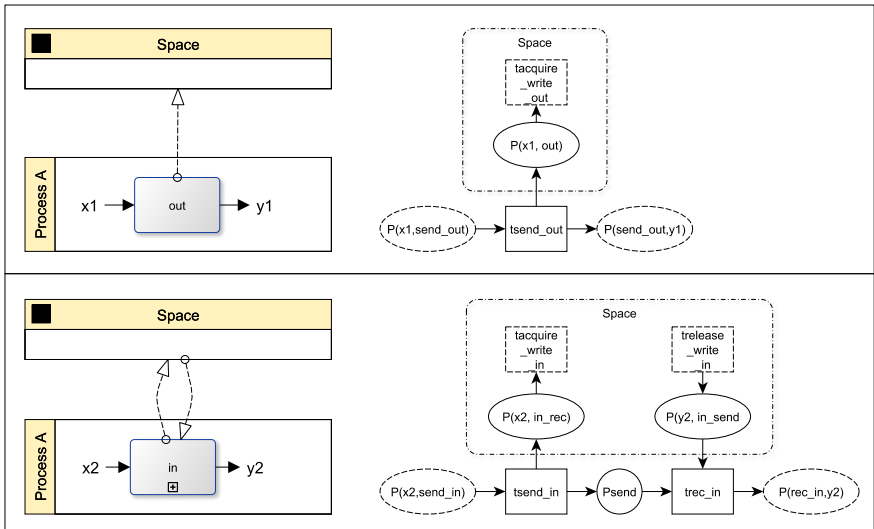 Space
Process A
x1
out
y1
Space
tacquire
_write
_out
P(x1, out)
P(x1,send_out)
tsend_out
P(send_out,y1)
Space
Process A
x2
in
y2
Space
tacquire
_write
_in
trelease
_write
_in
P(x2, in_rec)
P(y2, in_send
P(x2,send_in)
tsend_in
Psend
trec_in
P(rec_in,y2)